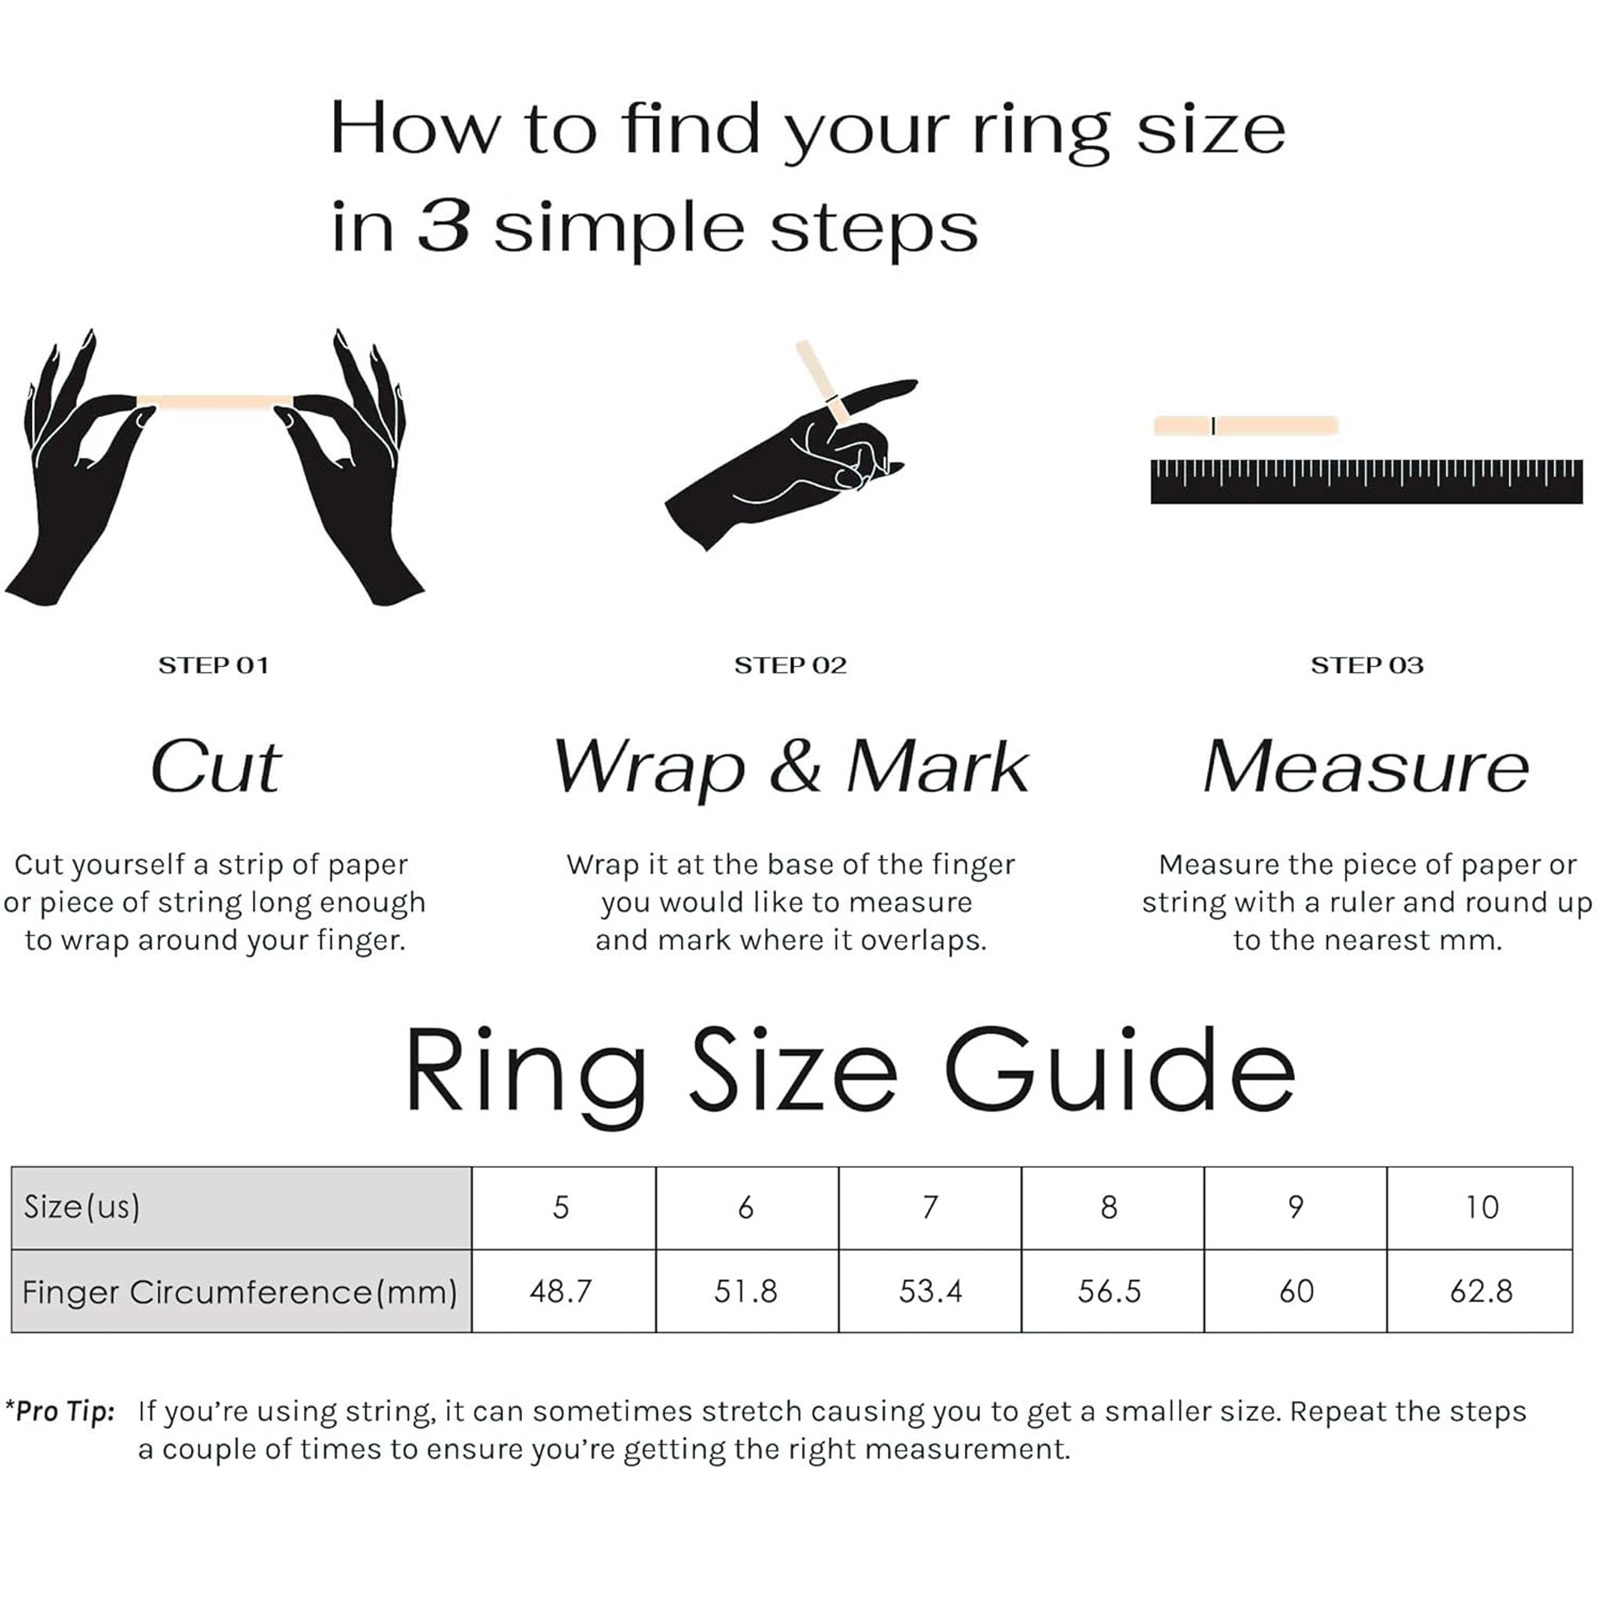 How to find your ring size
in 3 simple steps
STEP 01
Cut
Cut yourself a strip of paper
or piece of string long enough
to wrap around your finger.
STEP 02
Wrap & Mark
Wrap it at the base of the finger
you would like to measure
and mark where it overlaps.
STEP 03
Measure
Measure the piece of paper or
string with a ruler and round up
to the nearest mm.
Ring Size Guide
Size(us) 5 6 7 8 9 10
Finger Circumference(mm) 48.7 51.8 53.4 56.5 60 62.8
*Pro Tip: If you’re using string, it can sometimes stretch causing you to get a smaller size. Repeat the steps
a couple of times to ensure you’re getting the right measurement.